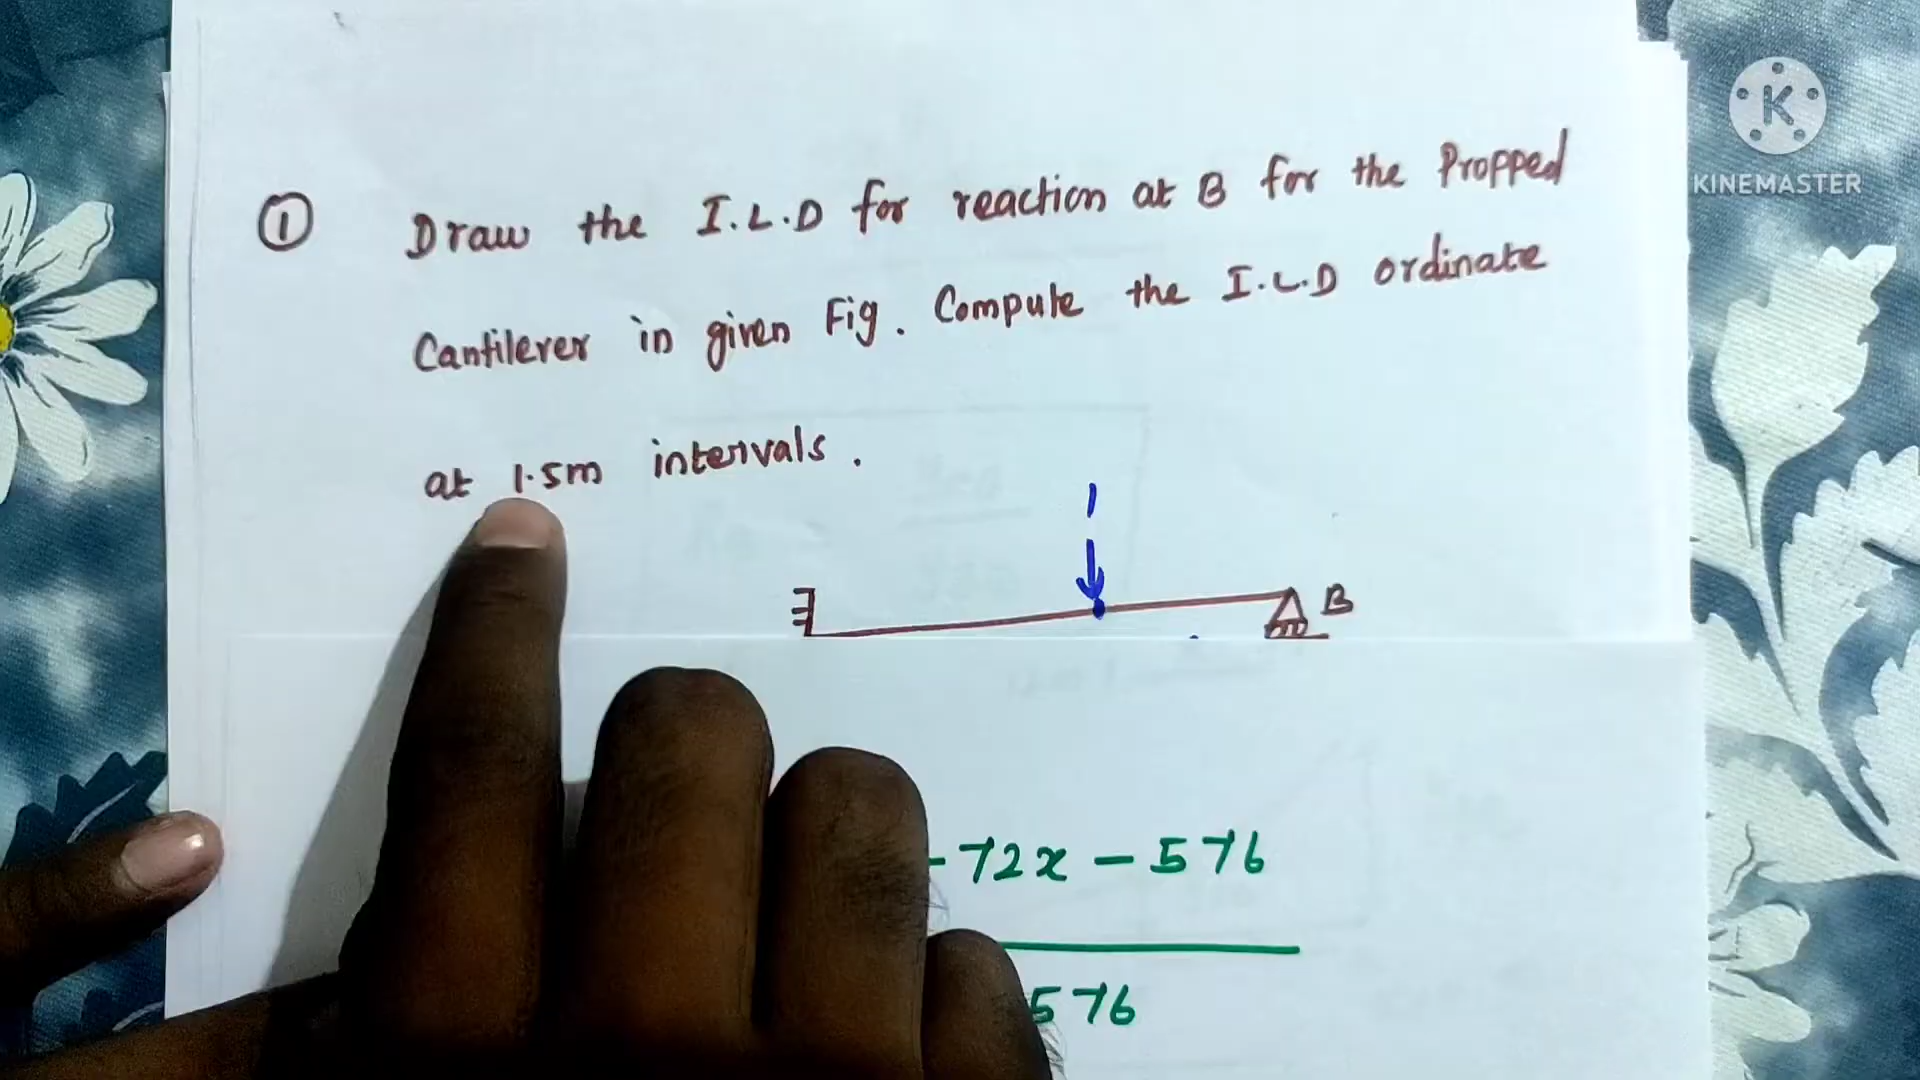 K
KINEMASTER
① Draw the I.L.D for reaction at B for the Propped
Cantilever in given Fig. Compute the I.L.D ordinate
at 1.5m intervals.
1
B
-72x - 576
576